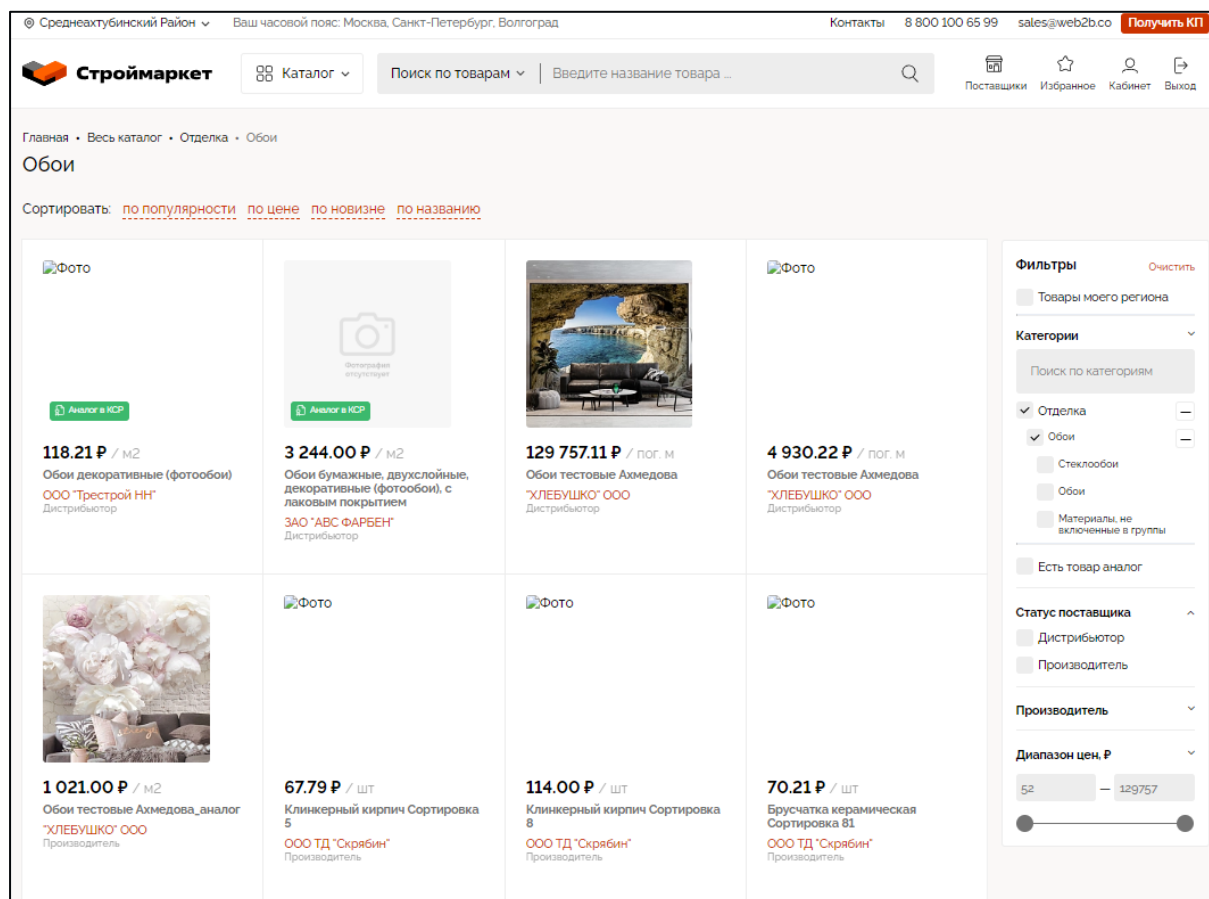 Среднеахтубинский Район Ваш часовой пояс: Москва, Санкт-Петербург, Волгоград Контакты 8 800 100 65 99 sales@web2b.co Получить КП
Строймаркет Каталог Поиск по товарам Введите название товара ... Поставщики Избранное Кабинет Выход
Главная • Весь каталог • Отделка • Обои
Обои
Сортировать: по популярности по цене по новизне по названию
Фото
Аналог в КСР
118.21 ₽ / м2
Обои декоративные (фотообои)
ООО "Трестрой НН"
Дистрибьютор
Фотография
отсутствует
Аналог в КСР
3 244.00 ₽ / м2
Обои бумажные, двухслойные,
декоративные (фотообои), с
лаковым покрытием
ЗАО "АВС ФАРБЕН"
Дистрибьютор
129 757.11 ₽ / пог. м
Обои тестовые Ахмедова
"ХЛЕБУШКО" ООО
Дистрибьютор
Фото
4 930.22 ₽ / пог. м
Обои тестовые Ахмедова
"ХЛЕБУШКО" ООО
Дистрибьютор
1 021.00 ₽ / м2
Обои тестовые Ахмедова_аналог
"ХЛЕБУШКО" ООО
Производитель
Фото
67.79 ₽ / шт
Клинкерный кирпич Сортировка
5
ООО ТД "Скрябин"
Производитель
Фото
114.00 ₽ / шт
Клинкерный кирпич Сортировка
8
ООО ТД "Скрябин"
Производитель
Фото
70.21 ₽ / шт
Брусчатка керамическая
Сортировка 81
ООО ТД "Скрябин"
Производитель
Фильтры Очистить
Товары моего региона
Категории
Поиск по категориям
Отделка
Обои
Стеклообои
Обои
Материалы, не
включенные в группы
Есть товар аналог
Статус поставщика
Дистрибьютор
Производитель
Производитель
Диапазон цен, ₽
52 — 129757